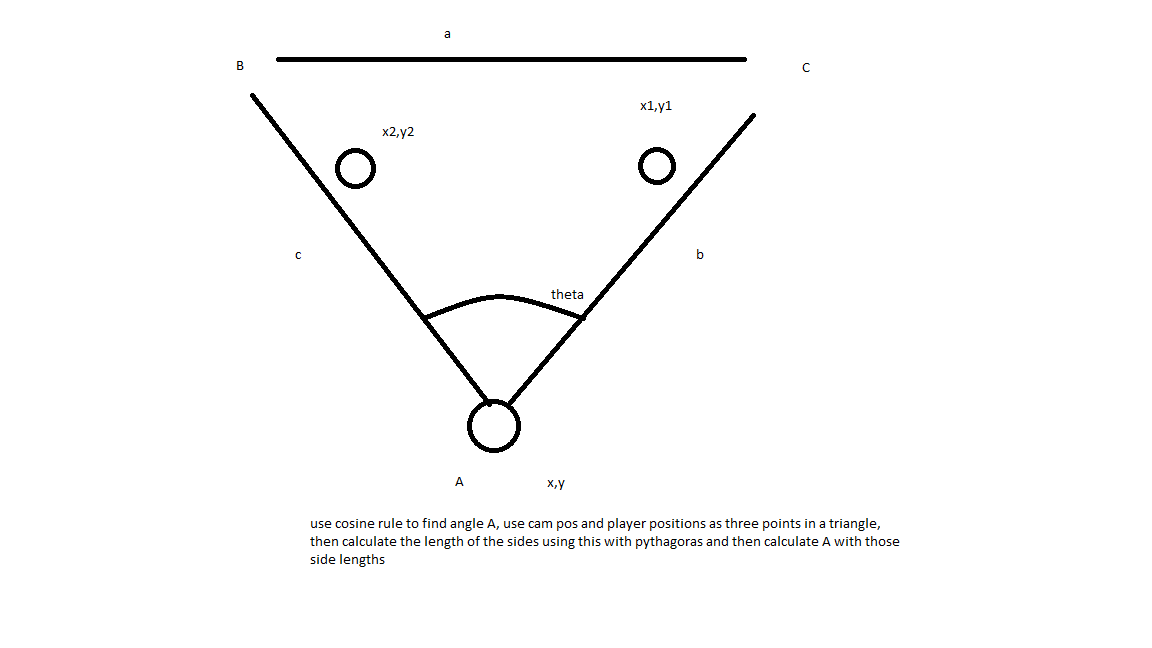 a
B
C
x1,y1
x2,y2
c
b
theta
A
x,y
use cosine rule to find angle A, use cam pos and player positions as three points in a triangle,
then calculate the length of the sides using this with pythagoras and then calculate A with those
side lengths